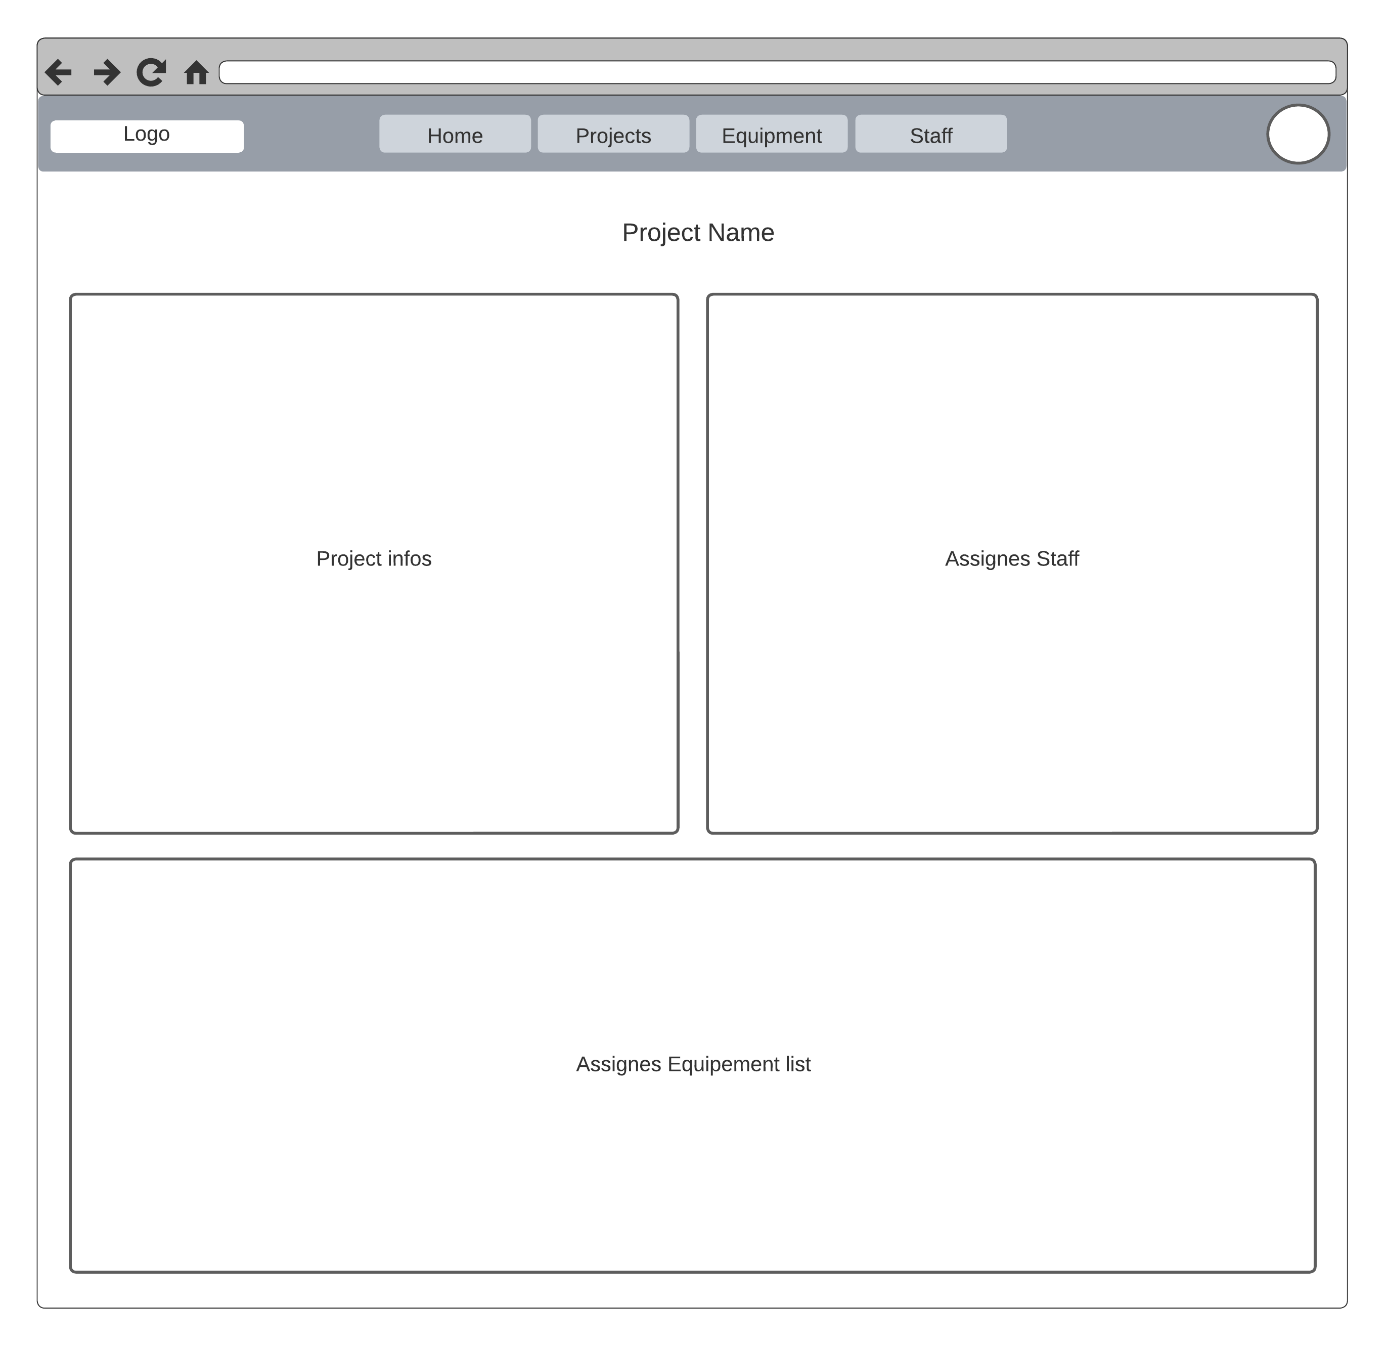 Logo
Home
Projects
Equipment
Staff
Project Name
Project infos
Assignes Staff
Assignes Equipement list